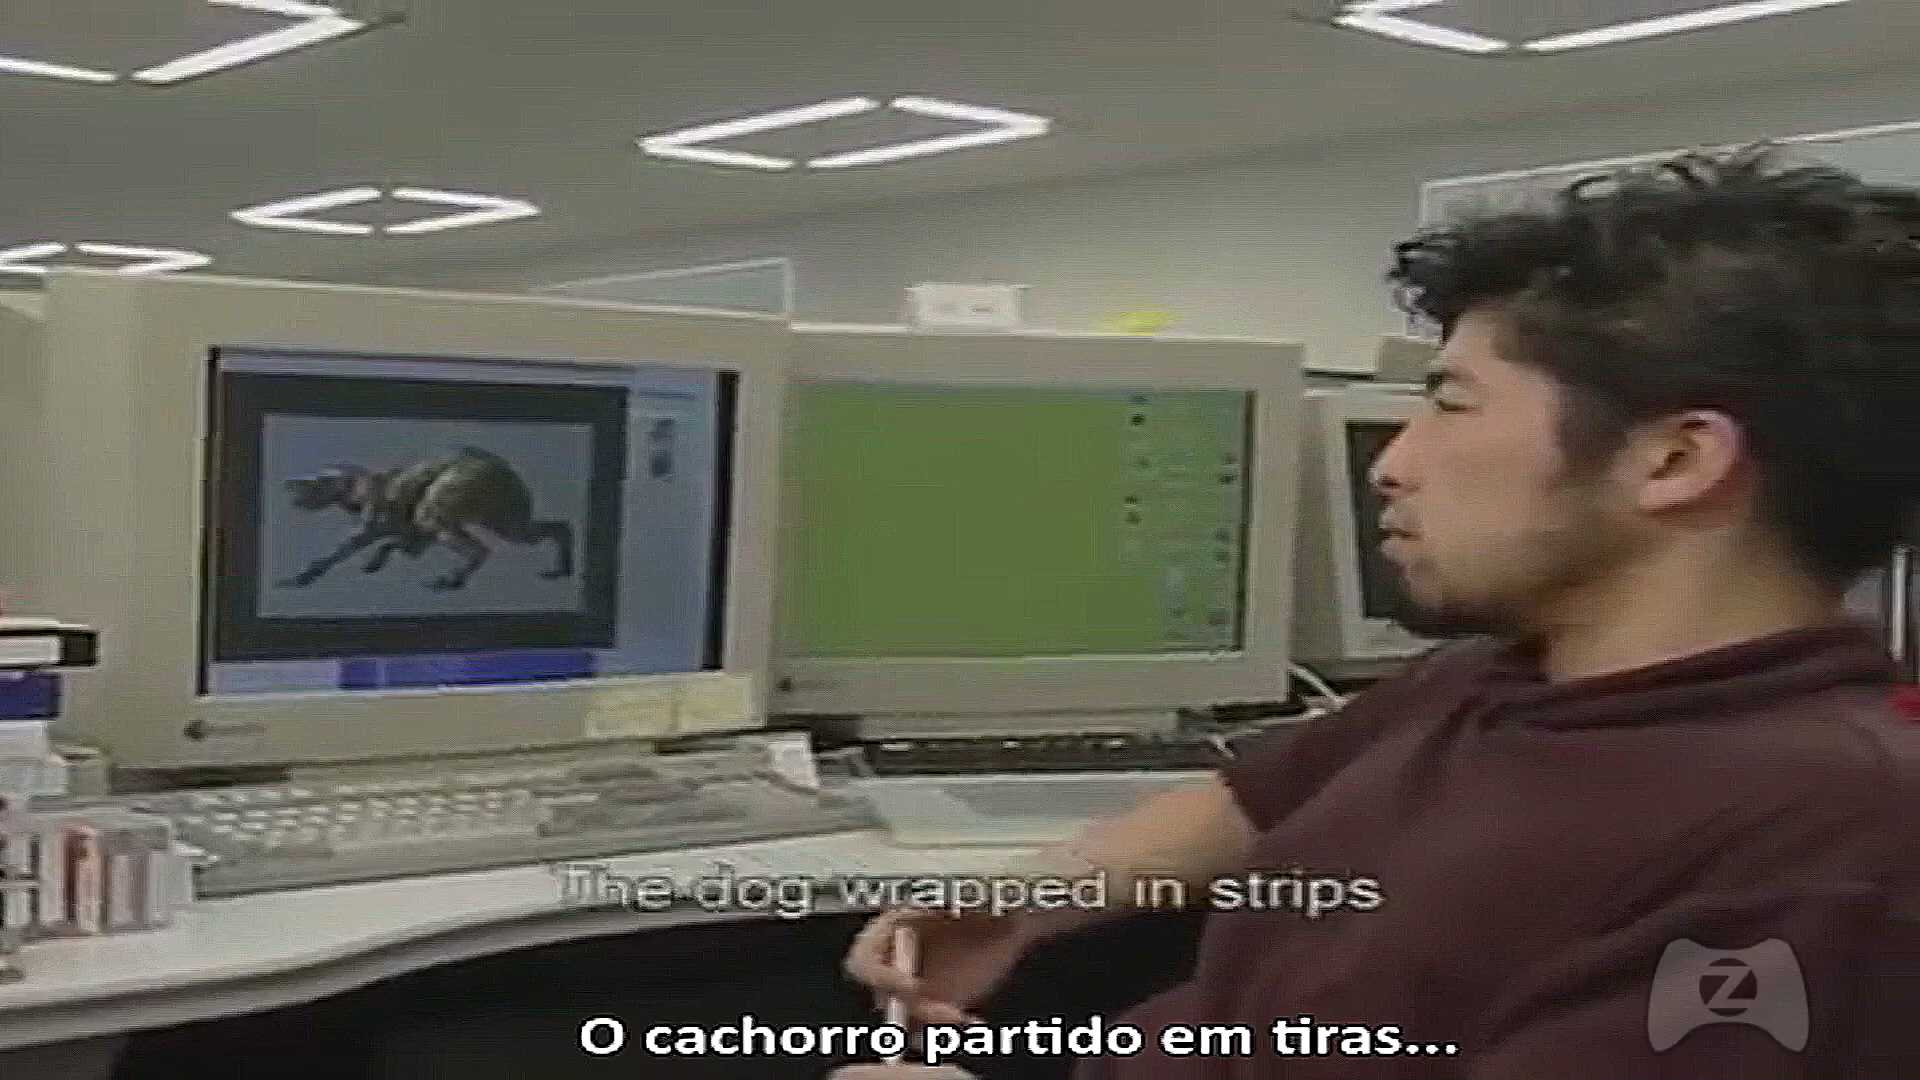 The dog wrapped in strips
O cachorro partido em tiras...
Z